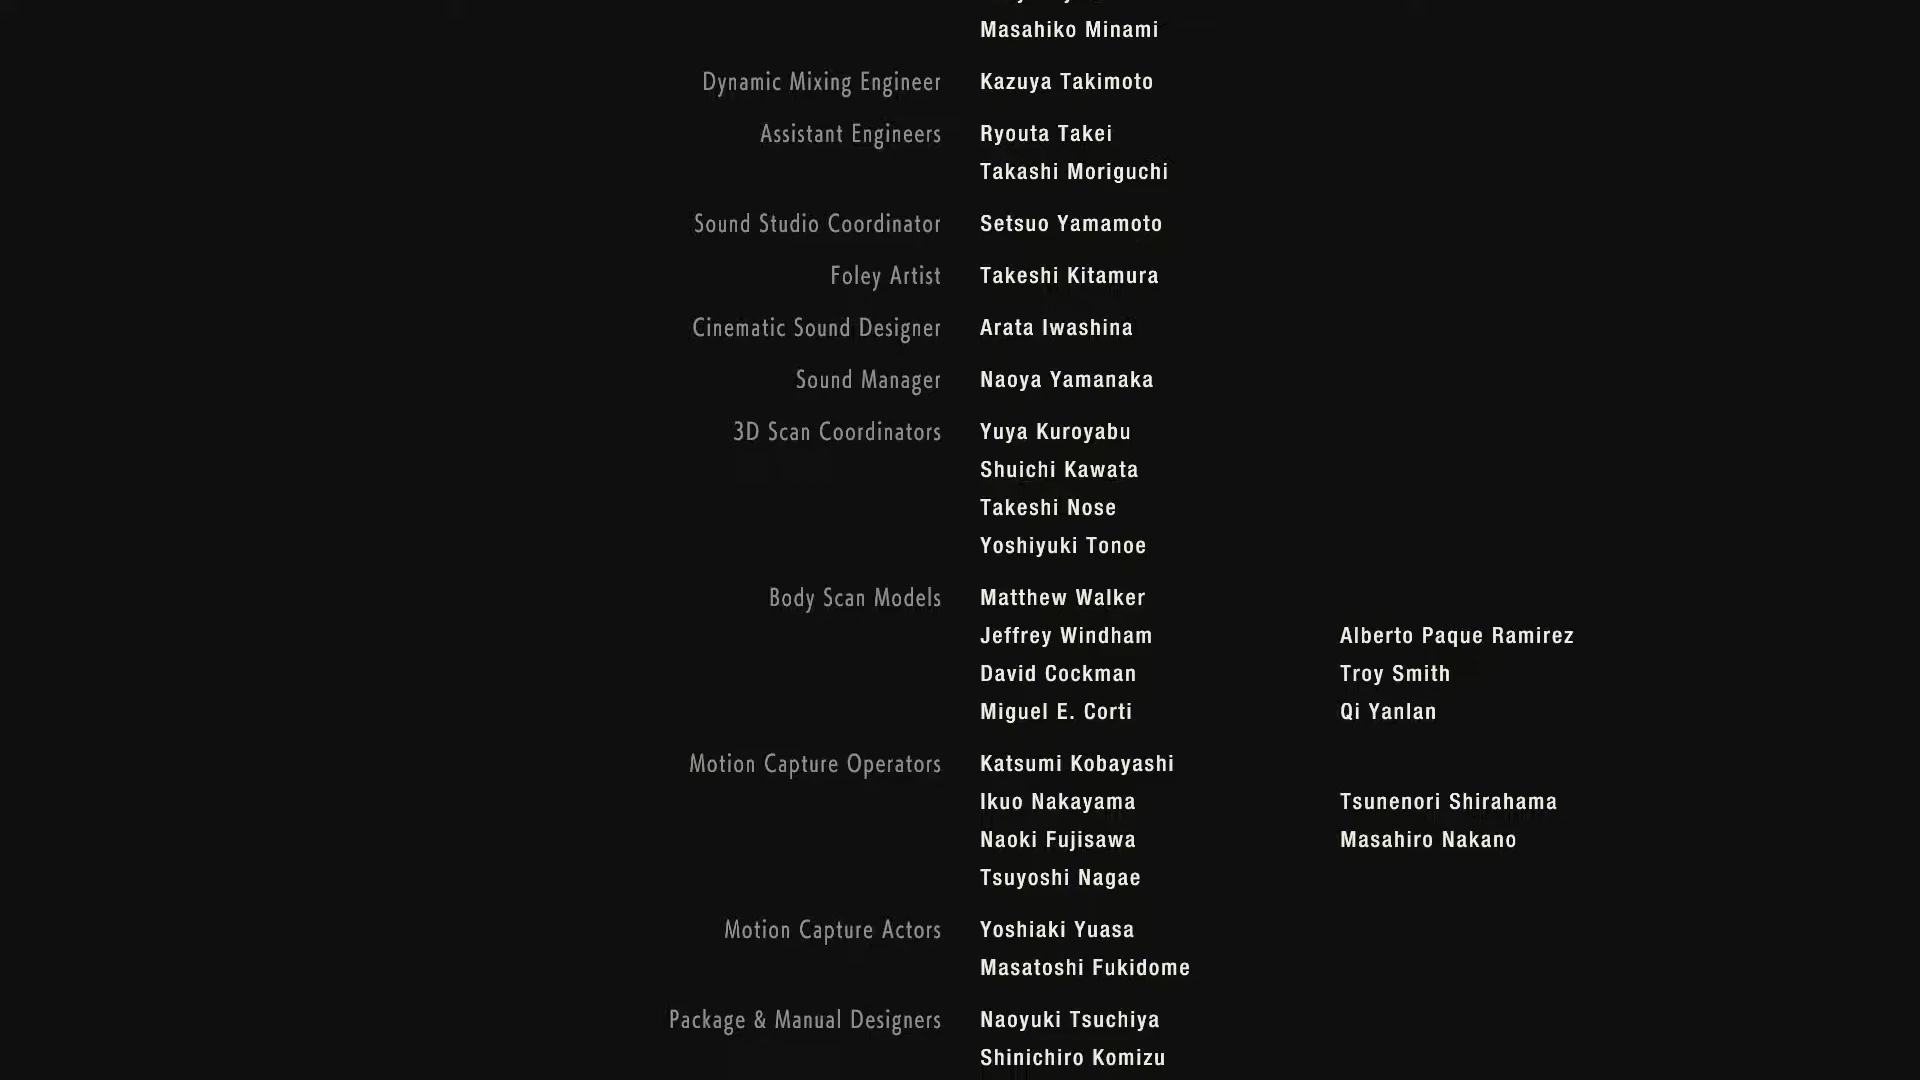 Masahiko Minami
Dynamic Mixing Engineer Kazuya Takimoto
Assistant Engineers Ryouta Takei
Takashi Moriguchi
Sound Studio Coordinator Setsuo Yamamoto
Foley Artist Takeshi Kitamura
Cinematic Sound Designer Arata Iwashina
Sound Manager Naoya Yamanaka
3D Scan Coordinators Yuya Kuroyabu
Shuichi Kawata
Takeshi Nose
Yoshiyuki Tonoe
Body Scan Models Matthew Walker
Jeffrey Windham Alberto Paque Ramirez
David Cockman Troy Smith
Miguel E. Corti Qi Yanlan
Motion Capture Operators Katsumi Kobayashi
Ikuo Nakayama Tsunenori Shirahama
Naoki Fujisawa Masahiro Nakano
Tsuyoshi Nagae
Motion Capture Actors Yoshiaki Yuasa
Masatoshi Fukidome
Package & Manual Designers Naoyuki Tsuchiya
Shinichiro Komizu